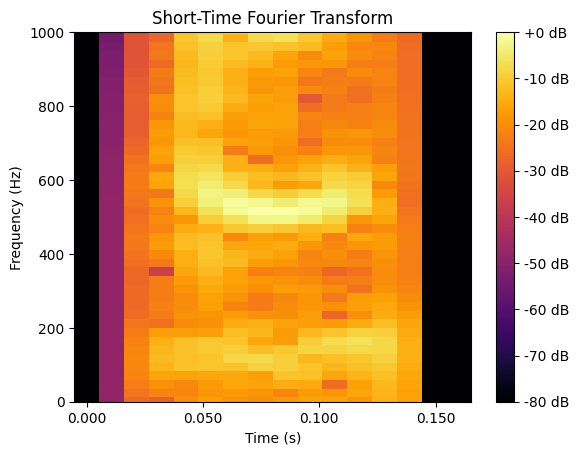 Short-Time Fourier Transform
Frequency (Hz)
1000
800
600
400
200
0
0.000
0.050
0.100
0.150
Time (s)
+0 dB
-10 dB
-20 dB
-30 dB
-40 dB
-50 dB
-60 dB
-70 dB
-80 dB